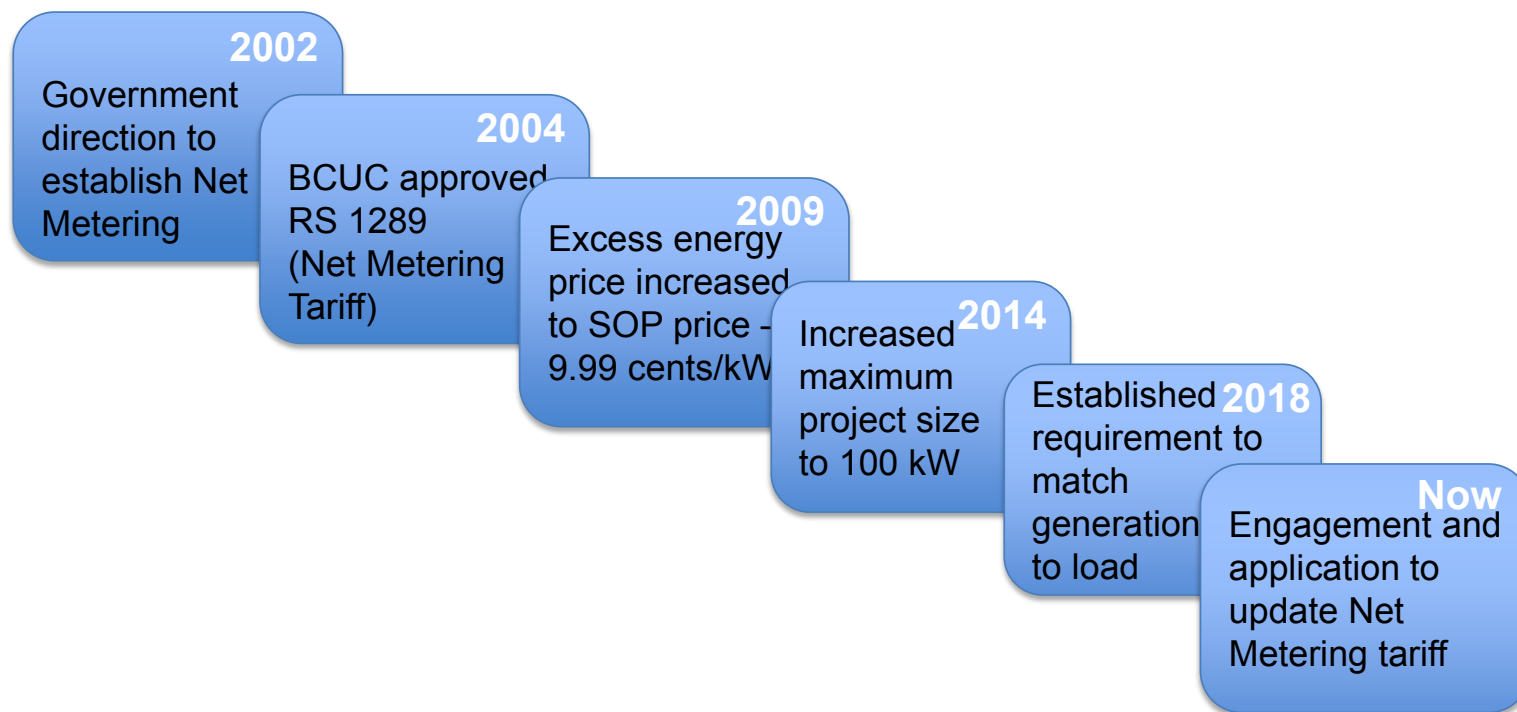 2002
Government
direction to
establish Net
Metering
2004
BCUC approved
RS 1289
(Net Metering
Tariff)
2009
Excess energy
price increased
to SOP price -
9.99 cents/kW
2014
Increased
maximum
project size
to 100 kW
2018
Established
requirement to
match
generation
to load
Now
Engagement and
application to
update Net
Metering tariff